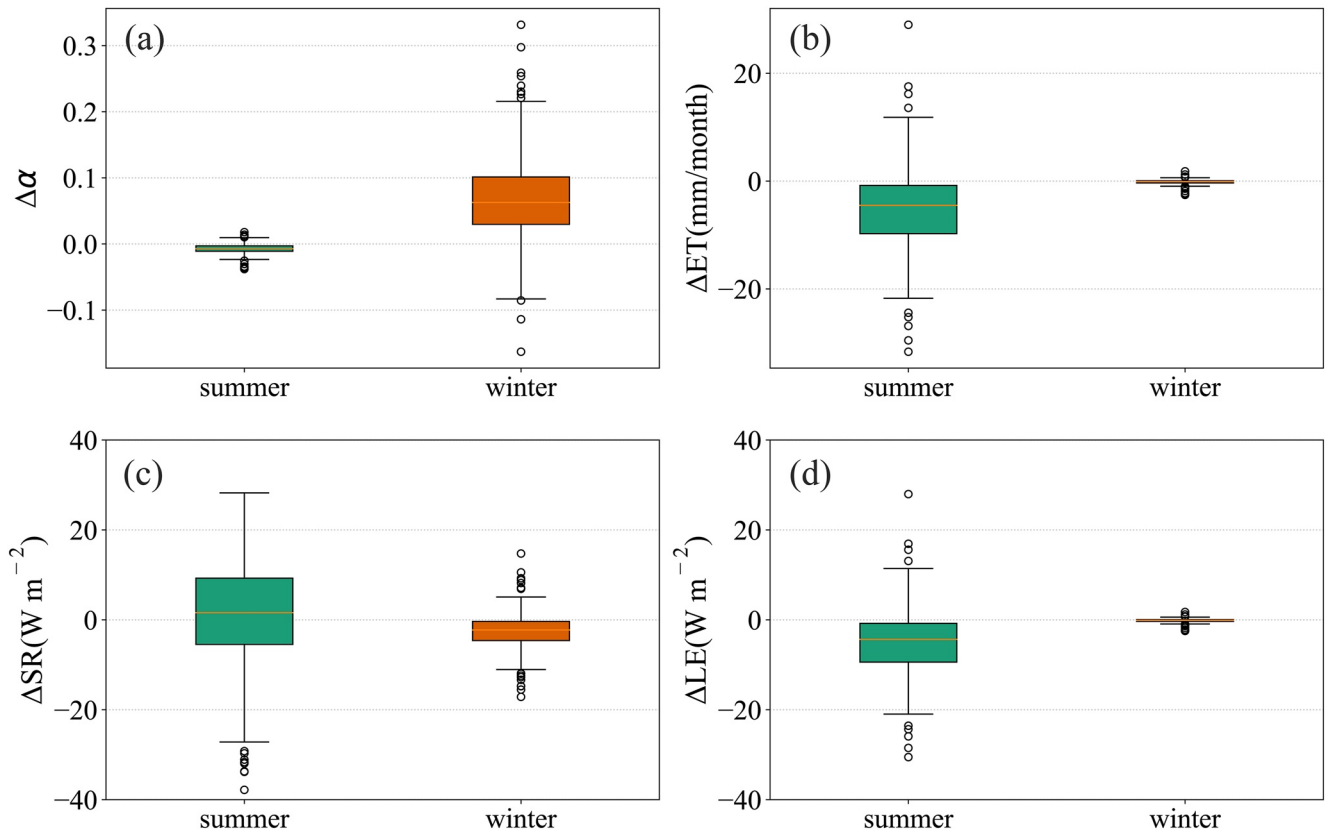 (a)
0.3
0.2
0.1
0.0
−0.1
Δα
summer
winter
(b)
20
0
−20
ΔET(mm/month)
summer
winter
(c)
40
20
0
−20
−40
ΔSR(W m⁻²)
summer
winter
(d)
40
20
0
−20
−40
ΔLE(W m⁻²)
summer
winter